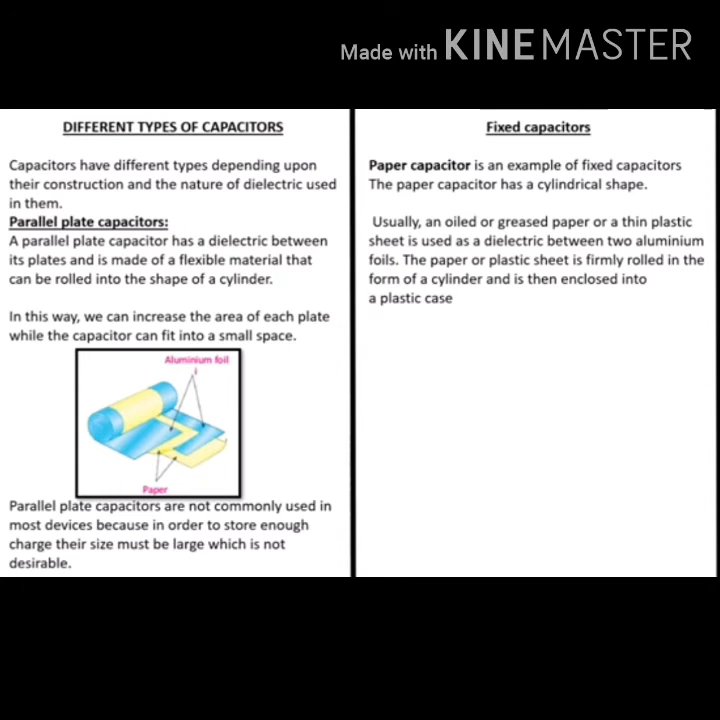 Made with KINEMASTER
DIFFERENT TYPES OF CAPACITORS
Capacitors have different types depending upon
their construction and the nature of dielectric used
in them.
Parallel plate capacitors:
A parallel plate capacitor has a dielectric between
its plates and is made of a flexible material that
can be rolled into the shape of a cylinder.
In this way, we can increase the area of each plate
while the capacitor can fit into a small space.
Aluminium foil
Paper
Parallel plate capacitors are not commonly used in
most devices because in order to store enough
charge their size must be large which is not
desirable.
Fixed capacitors
Paper capacitor is an example of fixed capacitors
The paper capacitor has a cylindrical shape.
Usually, an oiled or greased paper or a thin plastic
sheet is used as a dielectric between two aluminium
foils. The paper or plastic sheet is firmly rolled in the
form of a cylinder and is then enclosed into
a plastic case